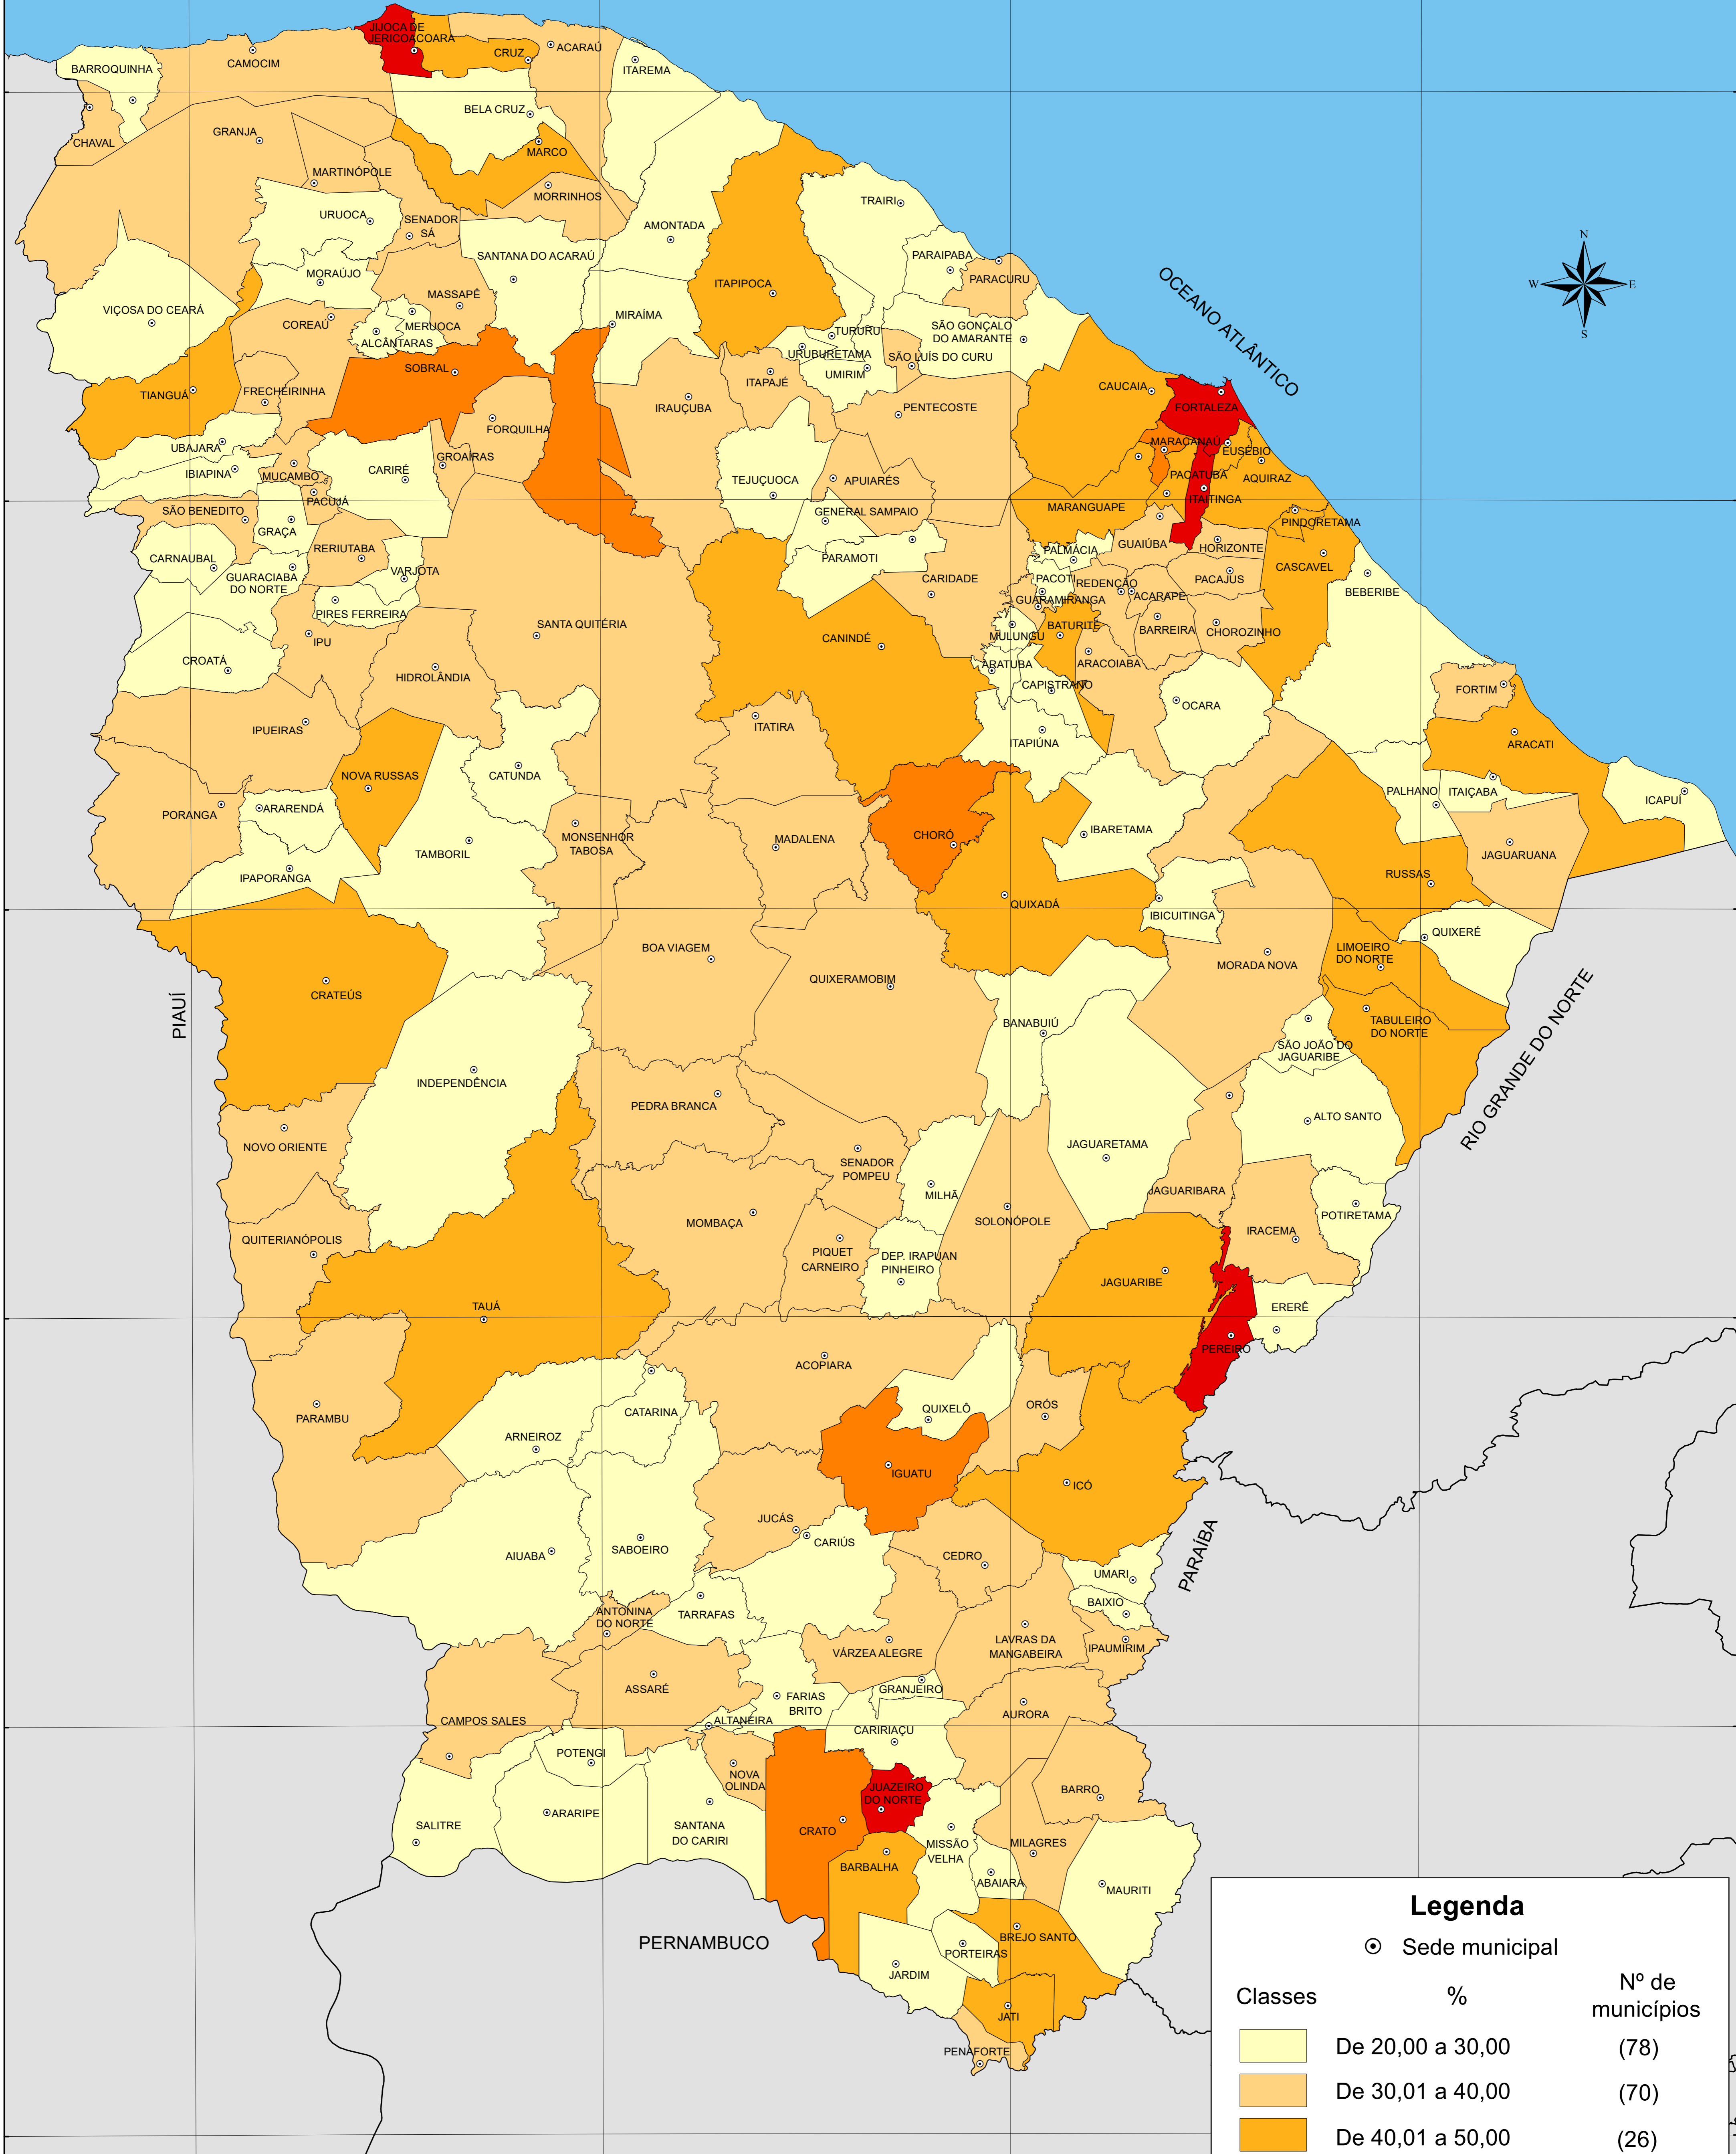 JIJOCA DE
JERICOACOARA
CRUZ
ACARAÚ
CAMOCIM
BARROQUINHA
ITAREMA
BELA CRUZ
CHAVAL
GRANJA
MARCO
MARTINÓPOLE
MORRINHOS
URUOCA
SENADOR
SÁ
TRAIRI
AMONTADA
SANTANA DO ACARAÚ
PARAIPABA
PARACURU
MORAÚJO
ITAPIPOCA
OCEANO ATLÂNTICO
N
W
E
S
MASSAPÊ
VIÇOSA DO CEARÁ
MIRAÍMA
COREAÚ
MERUOCA
ALCÂNTARAS
TURURU
SÃO GONÇALO
DO AMARANTE
URUBURETAMA
SÃO LUÍS DO CURU
SOBRAL
UMIRIM
ITAPAJÉ
CAUCAIA
FRECHEIRINHA
TIANGUÁ
IRAUÇUBA
PENTECOSTE
FORTALEZA
FORQUILHA
MARACANAÚ
UBAJARA
EUSÉBIO
GROAÍRAS
IBIAPINA
MUCAMBO
CARIRÉ
PACATUBA
AQUIRAZ
TEJUÇUOCA
APUIARÉS
PACUJÁ
ITAITINGA
SÃO BENEDITO
GENERAL SAMPAIO
MARANGUAPE
PINDORETAMA
GRAÇA
RERIUTABA
PALMÁCIA
GUAIÚBA
HORIZONTE
CARNAUBAL
PARAMOTI
CASCAVEL
VARJOTA
GUARACIABA
DO NORTE
CARIDADE
PACOTI
REDENÇÃO
PACAJUS
BEBERIBE
PIRES FERREIRA
GUARAMIRANGA
ACARAPE
SANTA QUITÉRIA
BATURITÉ
BARREIRA
CHOROZINHO
IPU
CANINDÉ
MULUNGU
CROATÁ
ARATUBA
ARACOIABA
HIDROLÂNDIA
CAPISTRANO
FORTIM
OCARA
IPUEIRAS
ITATIRA
ITAPIÚNA
ARACATI
NOVA RUSSAS
CATUNDA
PALHANO
ITAIÇABA
ICAPUÍ
PORANGA
ARARENDÁ
MONSENHOR
TABOSA
MADALENA
CHORÓ
IBARETAMA
TAMBORIL
JAGUARUANA
IPAPORANGA
RUSSAS
QUIXADÁ
IBICUITINGA
QUIXERÉ
BOA VIAGEM
LIMOEIRO
DO NORTE
MORADA NOVA
QUIXERAMOBIM
CRATEÚS
PIAUÍ
BANABUIÚ
TABULEIRO
DO NORTE
SÃO JOÃO DO
JAGUARIBE
RIO GRANDE DO NORTE
INDEPENDÊNCIA
PEDRA BRANCA
ALTO SANTO
NOVO ORIENTE
JAGUARETAMA
SENADOR
POMPEU
MILHÃ
JAGUARIBARA
POTIRETAMA
MOMBAÇA
SOLONÓPOLE
IRACEMA
QUITERIANÓPOLIS
PIQUET
CARNEIRO
DEP. IRAPUAN
PINHEIRO
JAGUARIBE
TAUÁ
ERERÊ
PEREIRO
ACOPIARA
PARAMBU
CATARINA
QUIXELÔ
ORÓS
ARNEIROZ
IGUATU
ICÓ
JUCÁS
CARIÚS
PARAÍBA
AIUABA
SABOEIRO
CEDRO
UMARI
BAIXIO
ANTONINA
DO NORTE
TARRAFAS
LAVRAS DA
MANGABEIRA
IPAUMIRIM
VÁRZEA ALEGRE
ASSARÉ
GRANJEIRO
FARIAS
BRITO
AURORA
CAMPOS SALES
ALTANEIRA
CARIRIAÇU
POTENGI
NOVA
OLINDA
JUAZEIRO
DO NORTE
BARRO
SALITRE
ARARIPE
SANTANA
DO CARIRI
CRATO
MISSÃO
VELHA
MILAGRES
BARBALHA
ABAIARA
MAURITI
PERNAMBUCO
BREJO SANTO
PORTEIRAS
JARDIM
JATI
PENAFORTE
Legenda
Sede municipal
Classes % Nº de
municípios
De 20,00 a 30,00 (78)
De 30,01 a 40,00 (70)
De 40,01 a 50,00 (26)